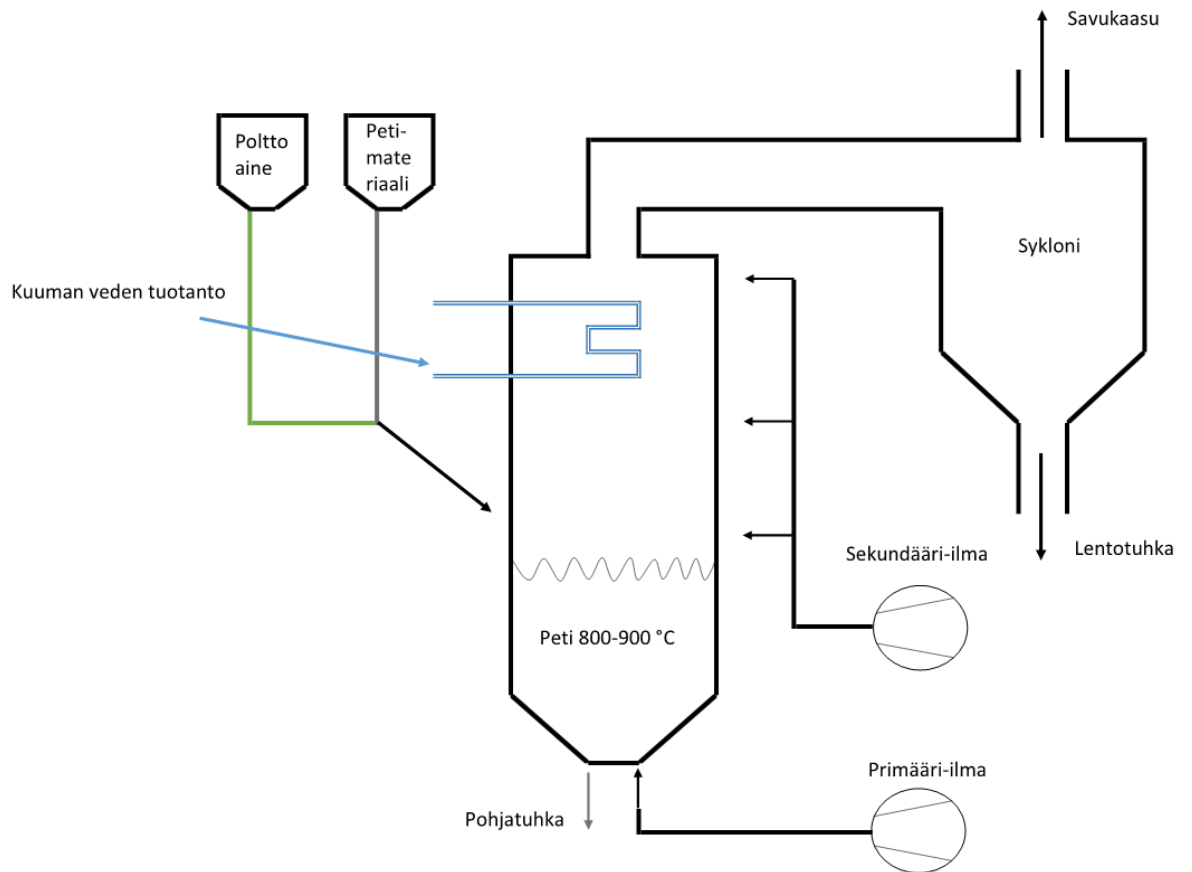 Savukaasu
Poltto
aine
Peti-
mate
riaali
Sykloni
Kuuman veden tuotanto
Sekundääri-ilma
Lentotuhka
Peti 800-900 °C
Primääri-ilma
Pohjatuhka